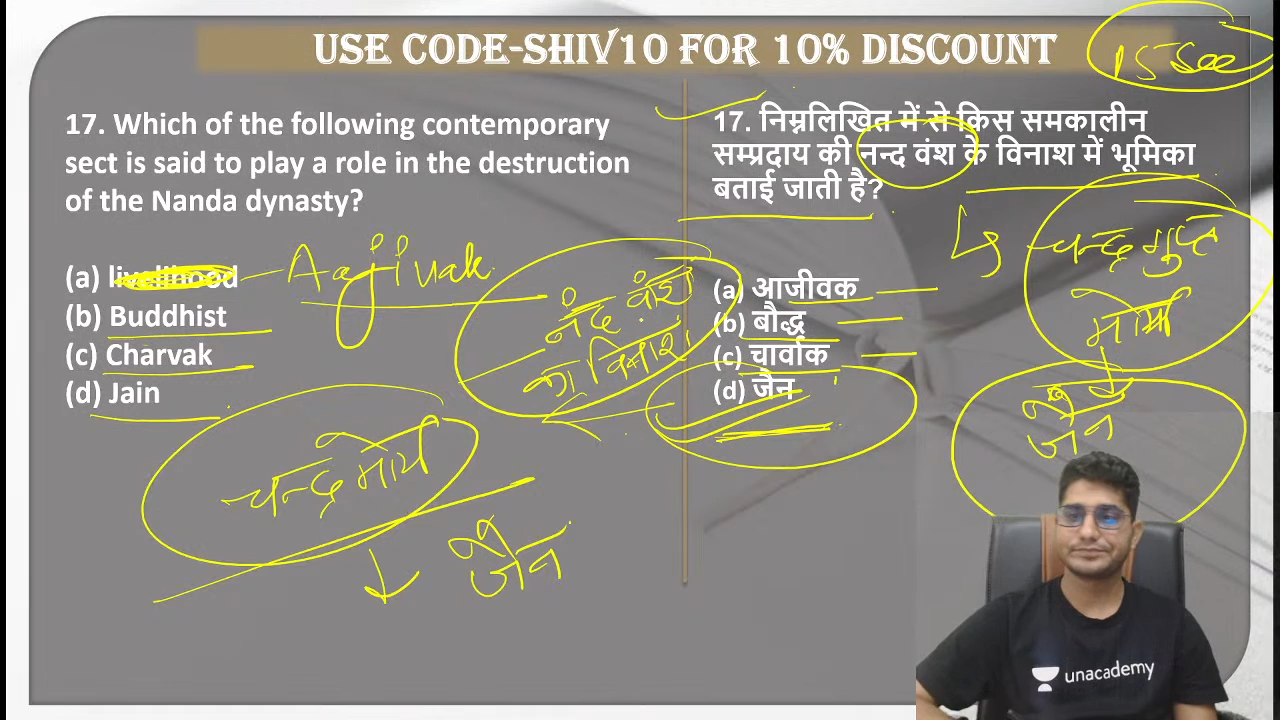 USE CODE-SHIV10 FOR 10% DISCOUNT
15 See
17. Which of the following contemporary
sect is said to play a role in the destruction
of the Nanda dynasty?
(a) livelihood
Aajivak
(b) Buddhist
(c) Charvak
(d) Jain
नंद वंश
का विनाश
चन्द्र मौर्य
जैन
17. निम्नलिखित में से किस समकालीन
सम्प्रदाय की नन्द वंश के विनाश में भूमिका
बताई जाती है?
(a) आजीवक
(b) बौद्ध
(c) चार्वाक
(d) जैन
चन्द्रगुप्त
मौर्य
जैन
unacademy